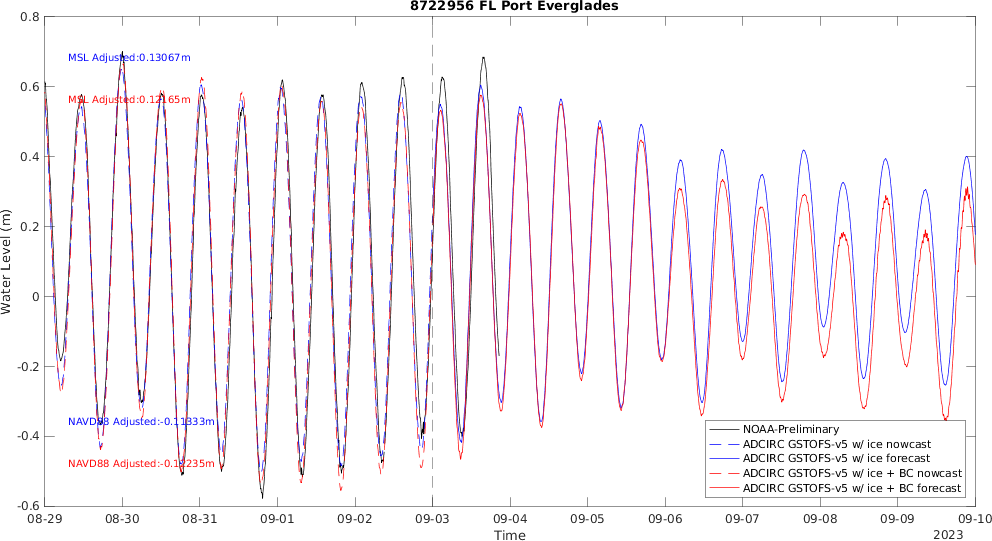 8722956 FL Port Everglades
0.8
MSL Adjusted:0.13067m
0.6
MSL Adjusted:0.12165m
0.4
0.2
Water Level (m)
0
-0.2
NAVD88 Adjusted:-0.11333m
-0.4
NAVD88 Adjusted:-0.12235m
-0.6
NOAA-Preliminary
ADCIRC GSTOFS-v5 w/ ice nowcast
ADCIRC GSTOFS-v5 w/ ice forecast
ADCIRC GSTOFS-v5 w/ ice + BC nowcast
ADCIRC GSTOFS-v5 w/ ice + BC forecast
08-29 08-30 08-31 09-01 09-02 09-03 09-04 09-05 09-06 09-07 09-08 09-09 09-10
Time
2023